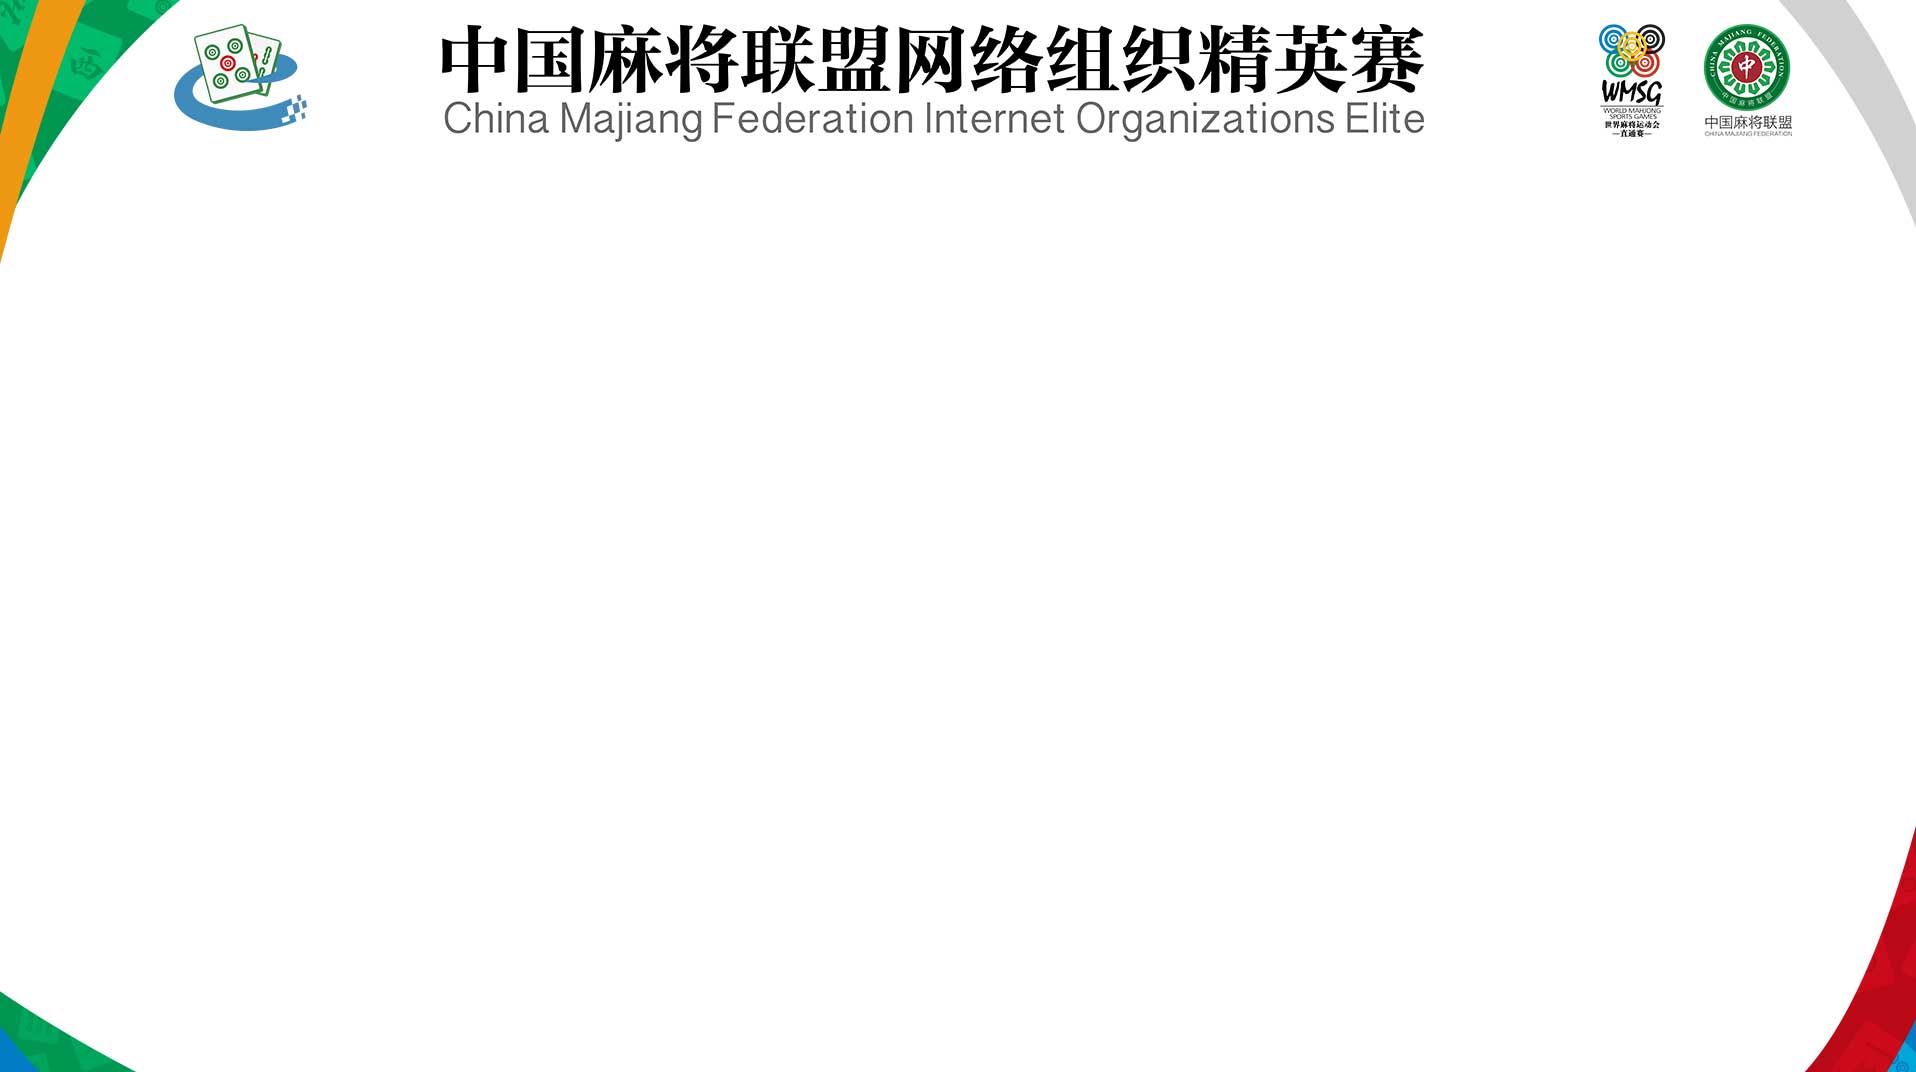 中国麻将联盟网络组织精英赛
China Majiang Federation Internet Organizations Elite
WMSG
WORLD MAHJONG
SPORTS GAMES
世界麻将运动会
—直通赛—
CHINA MAJIANG FEDERATION
中
中国麻将联盟
中国麻将联盟
CHINA MAJIANG FEDERATION
西